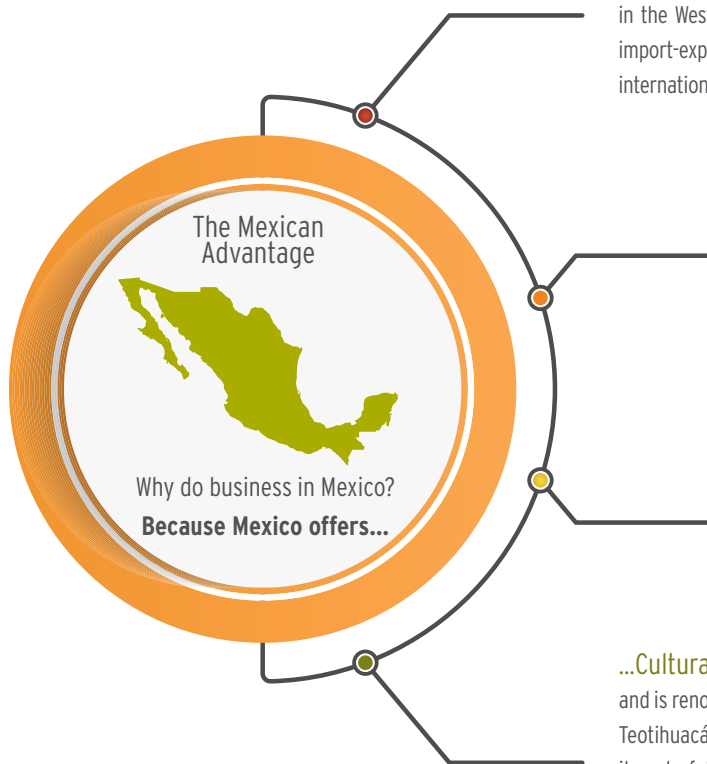 in the Wes
import-exp
internation
The Mexican
Advantage
Why do business in Mexico?
Because Mexico offers...
...Cultura
and is reno
Teotihuacá